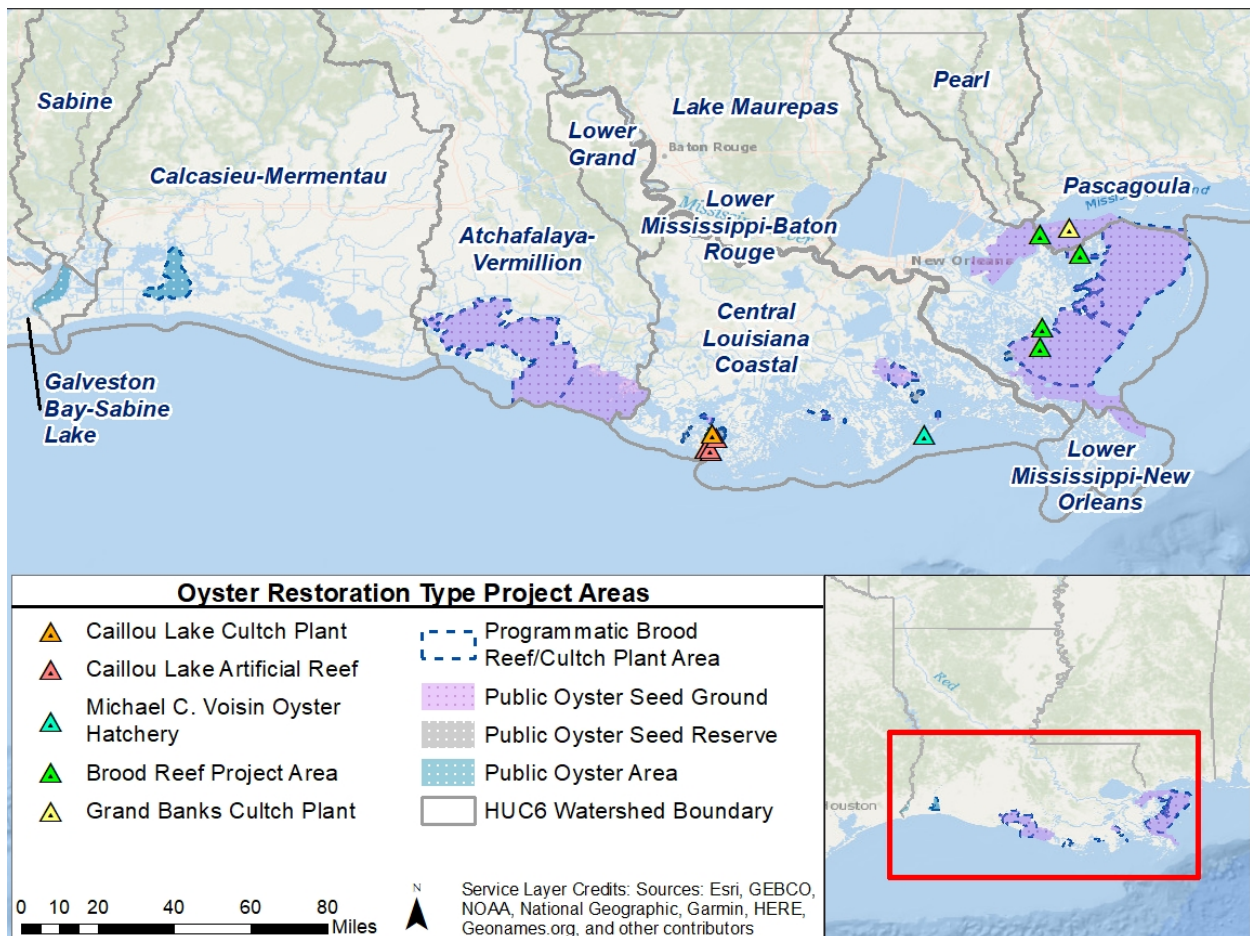 Sabine
Calcasieu-Mermentau
Lower
Grand
Lake Maurepas
Pearl
Baton Rouge
Pascagoula
Atchafalaya-
Vermillion
Lower
Mississippi-Baton
Rouge
New Orleans
Central
Louisiana
Coastal
Galveston
Bay-Sabine
Lake
Lower
Mississippi-New
Orleans
Oyster Restoration Type Project Areas
Caillou Lake Cultch Plant
Caillou Lake Artificial Reef
Michael C. Voisin Oyster
Hatchery
Brood Reef Project Area
Grand Banks Cultch Plant
Programmatic Brood
Reef/Cultch Plant Area
Public Oyster Seed Ground
Public Oyster Seed Reserve
Public Oyster Area
HUC6 Watershed Boundary
0 10 20 40 60 80
Miles
N
Service Layer Credits: Sources: Esri, GEBCO,
NOAA, National Geographic, Garmin, HERE,
Geonames.org, and other contributors
Red
Houston